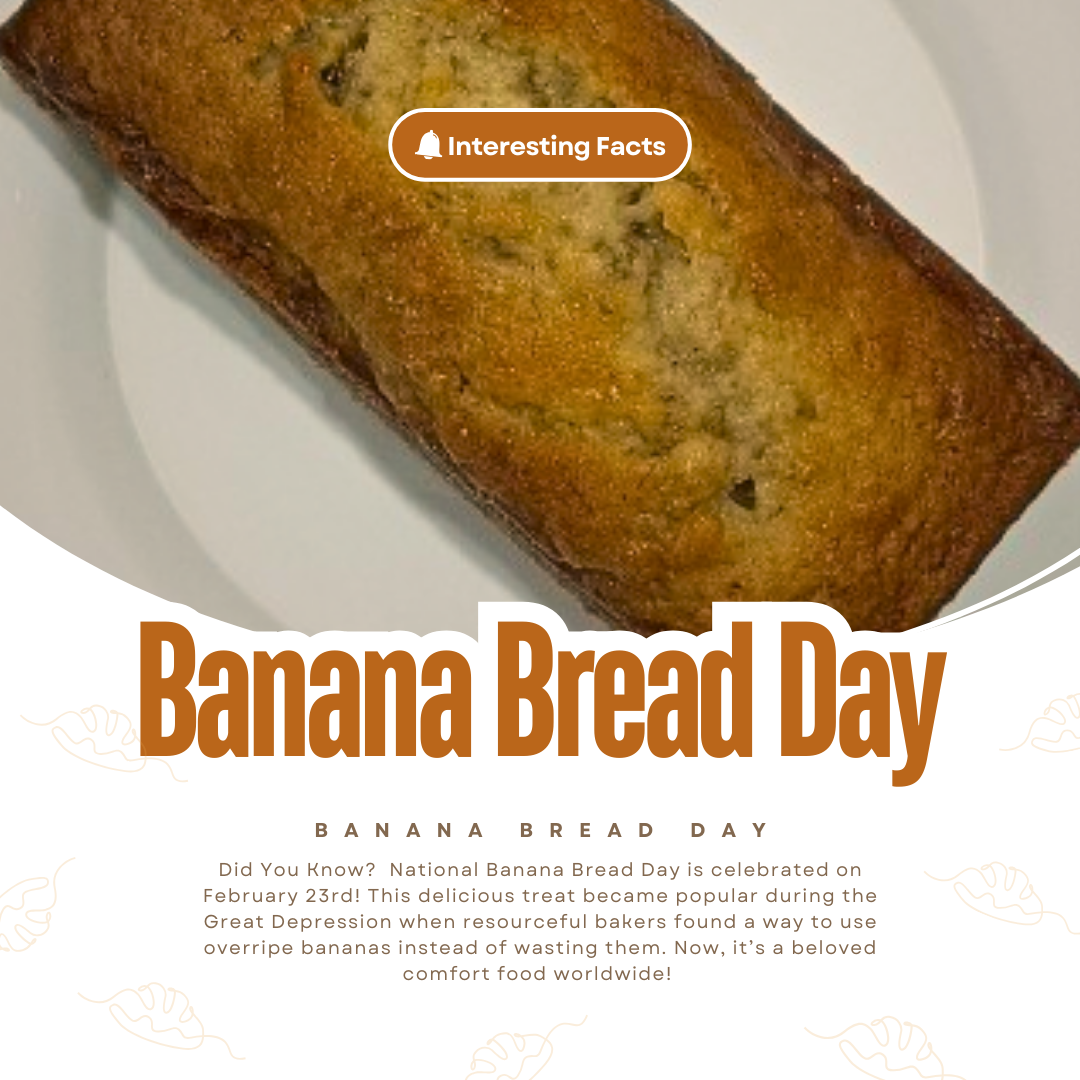 Interesting Facts
Banana Bread Day
BANANA BREAD DAY
Did You Know?  National Banana Bread Day is celebrated on
February 23rd! This delicious treat became popular during the
Great Depression when resourceful bakers found a way to use
overripe bananas instead of wasting them. Now, it’s a beloved
comfort food worldwide!